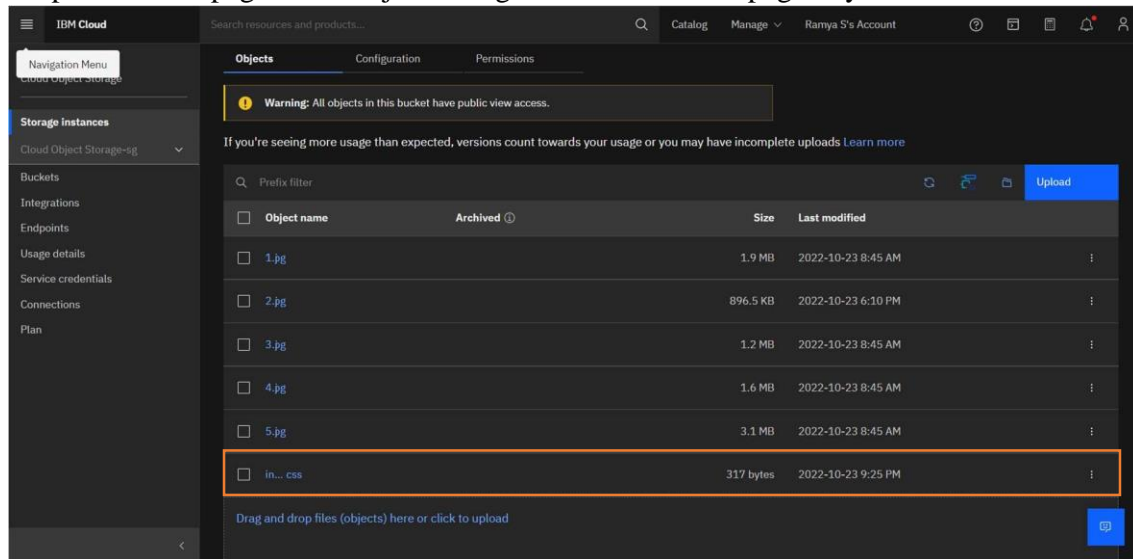 IBM Cloud
Search resources and products...
Catalog
Manage
Ramya S's Account
Navigation Menu
Cloud Object Storage
Objects
Configuration
Permissions
Warning: All objects in this bucket have public view access.
Storage instances
Cloud Object Storage-sg
If you're seeing more usage than expected, versions count towards your usage or you may have incomplete uploads Learn more
Buckets
Integrations
Endpoints
Usage details
Service credentials
Connections
Plan
Prefix filter
Upload
Object name Archived Size Last modified
1.jpg 1.9 MB 2022-10-23 8:45 AM
2.jpg 896.5 KB 2022-10-23 6:10 PM
3.jpg 1.2 MB 2022-10-23 8:45 AM
4.jpg 1.6 MB 2022-10-23 8:45 AM
5.jpg 3.1 MB 2022-10-23 8:45 AM
in... css 317 bytes 2022-10-23 9:25 PM
Drag and drop files (objects) here or click to upload